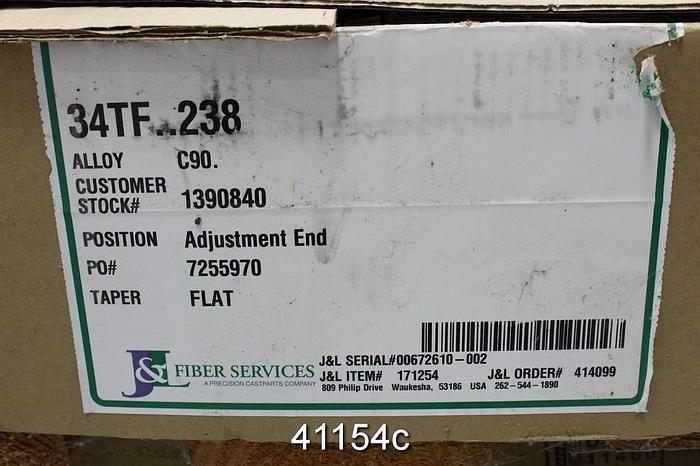 34TF..238
ALLOY C90.
CUSTOMER
STOCK# 1390840
POSITION Adjustment End
PO# 7255970
TAPER FLAT
J&L FIBER SERVICES
A PRECISION CASTPARTS COMPANY
J&L SERIAL#00672610-002
J&L ITEM# 171254 J&L ORDER# 414099
809 Philip Drive Waukesha, 53186 USA 262-544-1890
41154c